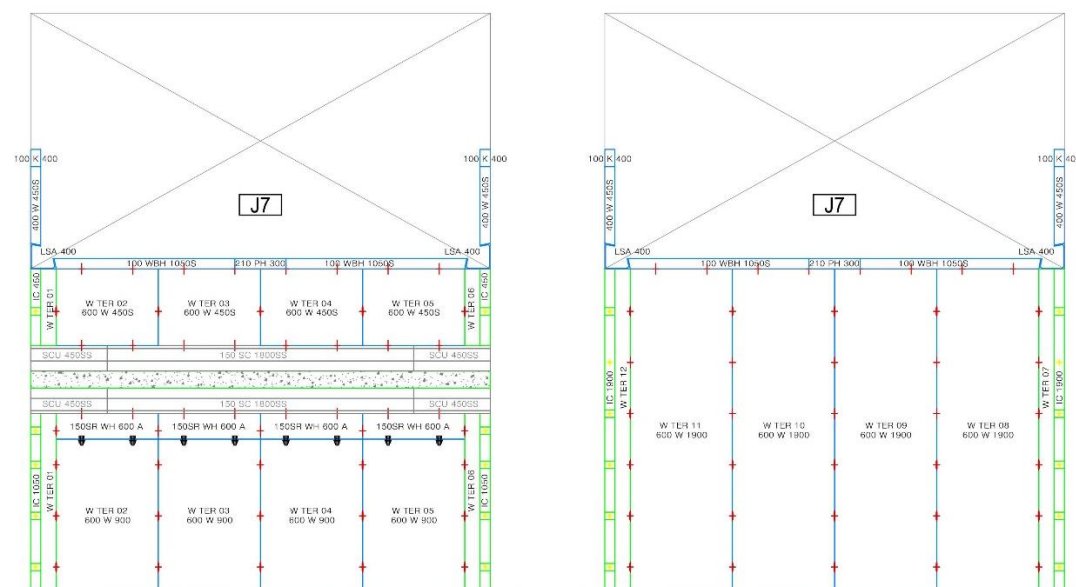 100 K 400
100 K 400
400 W 450S
400 W 450S
J7
LSA-400
LSA-400
100 WBH 1050S
210 PH 300
100 WBH 1050S
IC 450
W TER 01
W TER 02
600 W 450S
W TER 03
600 W 450S
W TER 04
600 W 450S
W TER 05
600 W 450S
W TER 06
IC 450
SCU 450SS
150 SC 1800SS
SCU 450SS
SCU 450SS
150 SC 1800SS
SCU 450SS
150SR WH 600 A
150SR WH 600 A
150SR WH 600 A
150SR WH 600 A
IC 1050
W TER 01
W TER 02
600 W 900
W TER 03
600 W 900
W TER 04
600 W 900
W TER 05
600 W 900
W TER 06
IC 1050
100 K 400
100 K 400
400 W 450S
400 W 450S
J7
LSA-400
LSA-400
100 WBH 1050S
210 PH 300
100 WBH 1050S
IC 1900
W TER 12
W TER 11
600 W 1900
W TER 10
600 W 1900
W TER 09
600 W 1900
W TER 08
600 W 1900
W TER 07
IC 1900